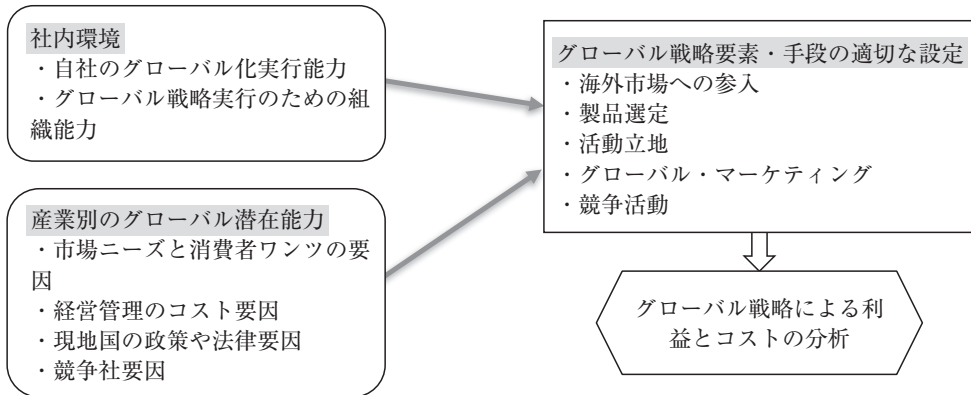 社内環境
・自社のグローバル化実行能力
・グローバル戦略実行のための組
織能力
産業別のグローバル潜在能力
・市場ニーズと消費者ワンツの要
因
・経営管理のコスト要因
・現地国の政策や法律要因
・競争社要因
グローバル戦略要素・手段の適切な設定
・海外市場への参入
・製品選定
・活動立地
・グローバル・マーケティング
・競争活動
グローバル戦略による利
益とコストの分析